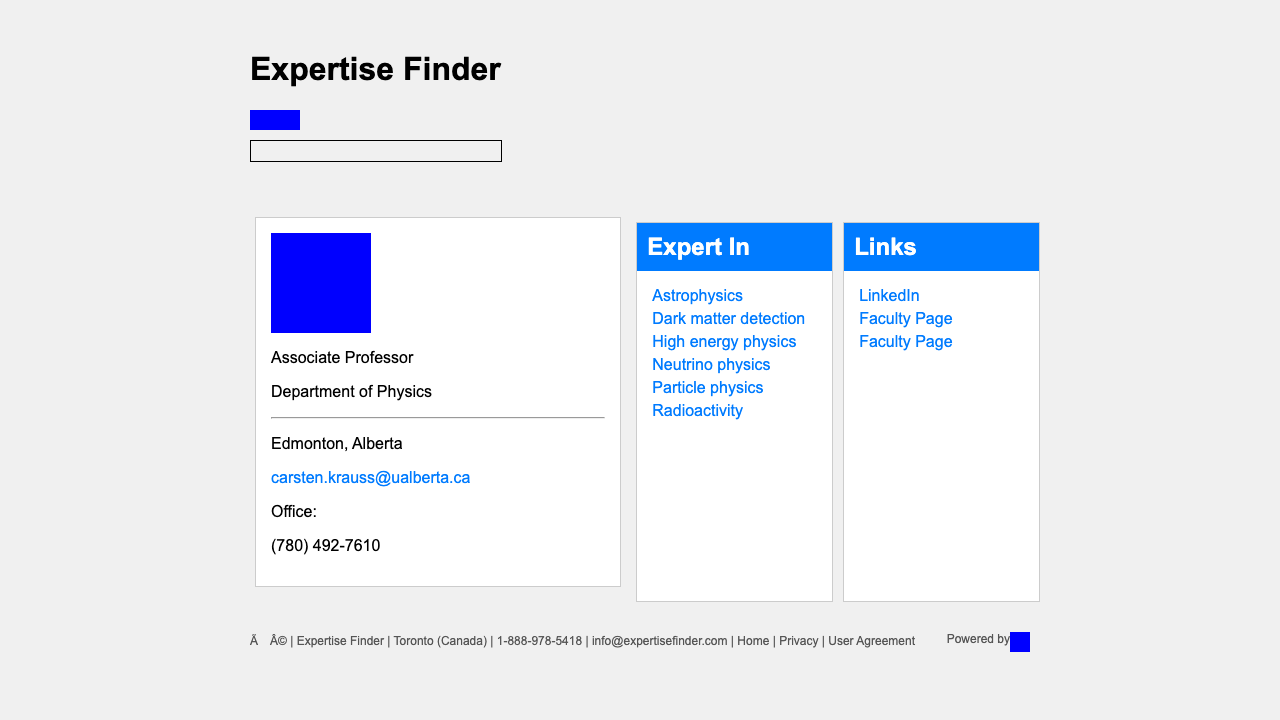 Expertise Finder
Associate Professor
Department of Physics
Edmonton, Alberta
carsten.krauss@ualberta.ca
Office:
(780) 492-7610
Expert In
Astrophysics
Dark matter detection
High energy physics
Neutrino physics
Particle physics
Radioactivity
Links
LinkedIn
Faculty Page
Faculty Page
Ã Â© | Expertise Finder | Toronto (Canada) | 1-888-978-5418 | info@expertisefinder.com | Home | Privacy | User Agreement
Powered by